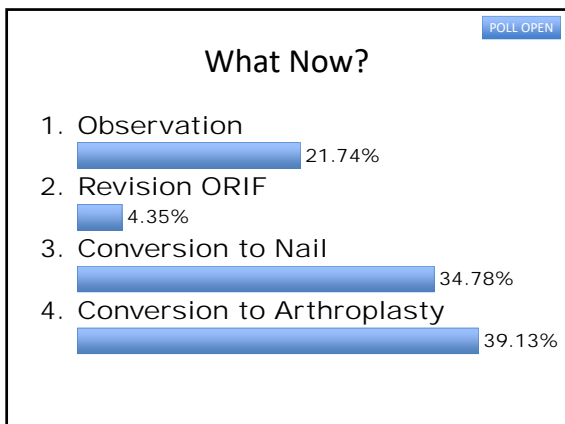 POLL OPEN
What Now?
1. Observation
21.74%
2. Revision ORIF
4.35%
3. Conversion to Nail
34.78%
4. Conversion to Arthroplasty
39.13%